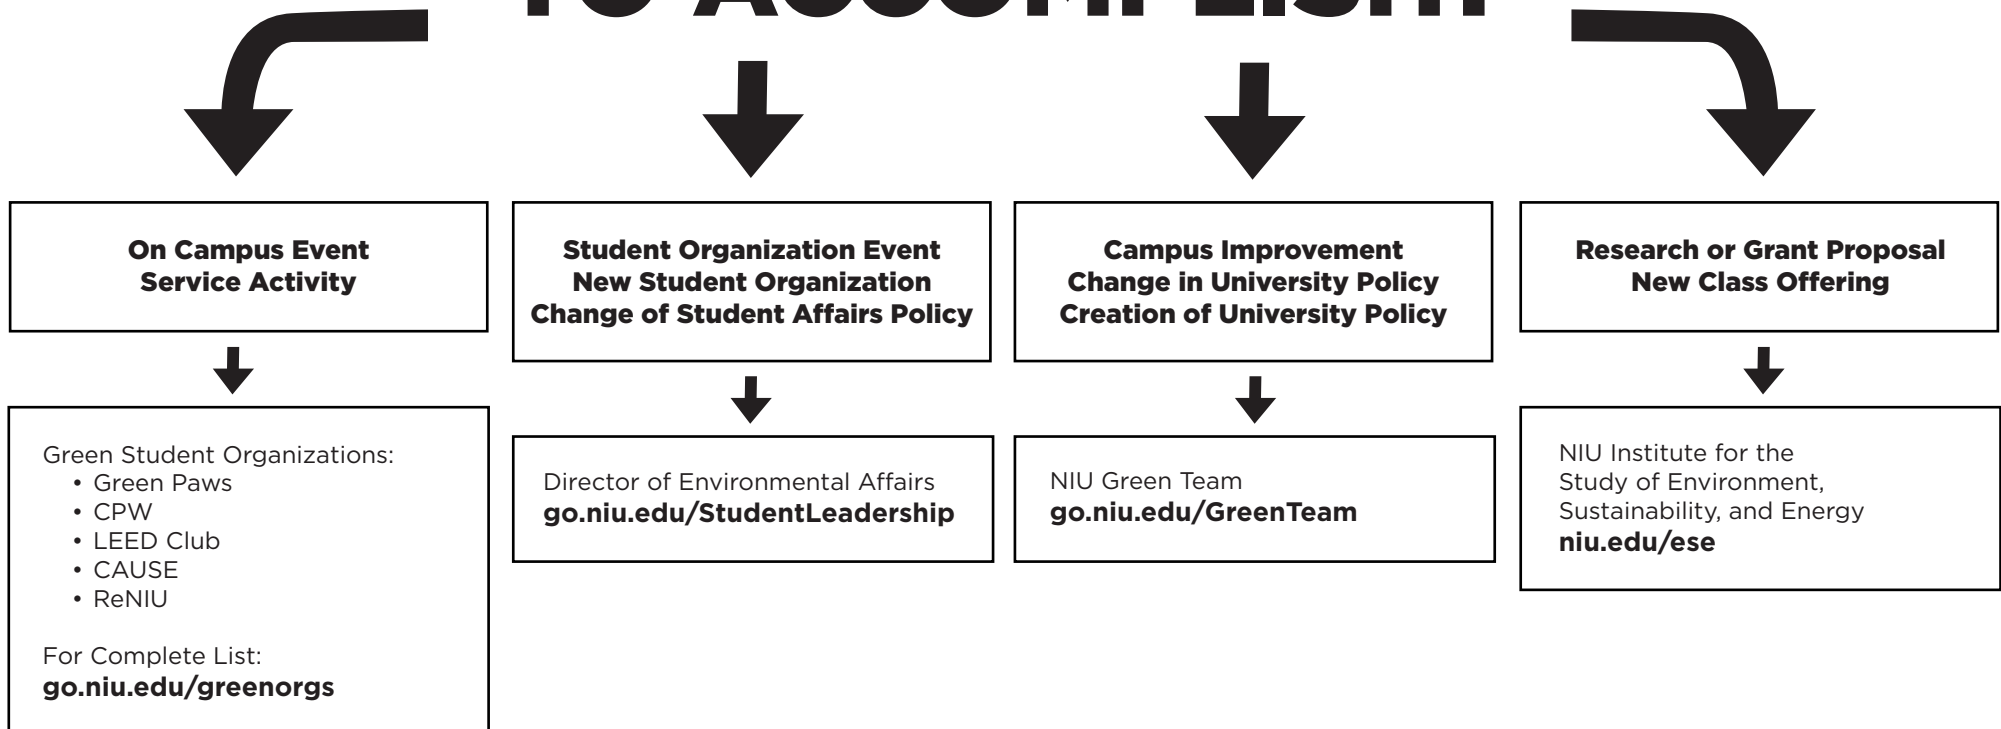 TO ACCOMPLISH?
On Campus Event
Service Activity
Student Organization Event
New Student Organization
Change of Student Affairs Policy
Campus Improvement
Change in University Policy
Creation of University Policy
Research or Grant Proposal
New Class Offering
Green Student Organizations:
• Green Paws
• CPW
• LEED Club
• CAUSE
• ReNIU
For Complete List:
go.niu.edu/greenorgs
Director of Environmental Affairs
go.niu.edu/StudentLeadership
NIU Green Team
go.niu.edu/GreenTeam
NIU Institute for the
Study of Environment,
Sustainability, and Energy
niu.edu/ese